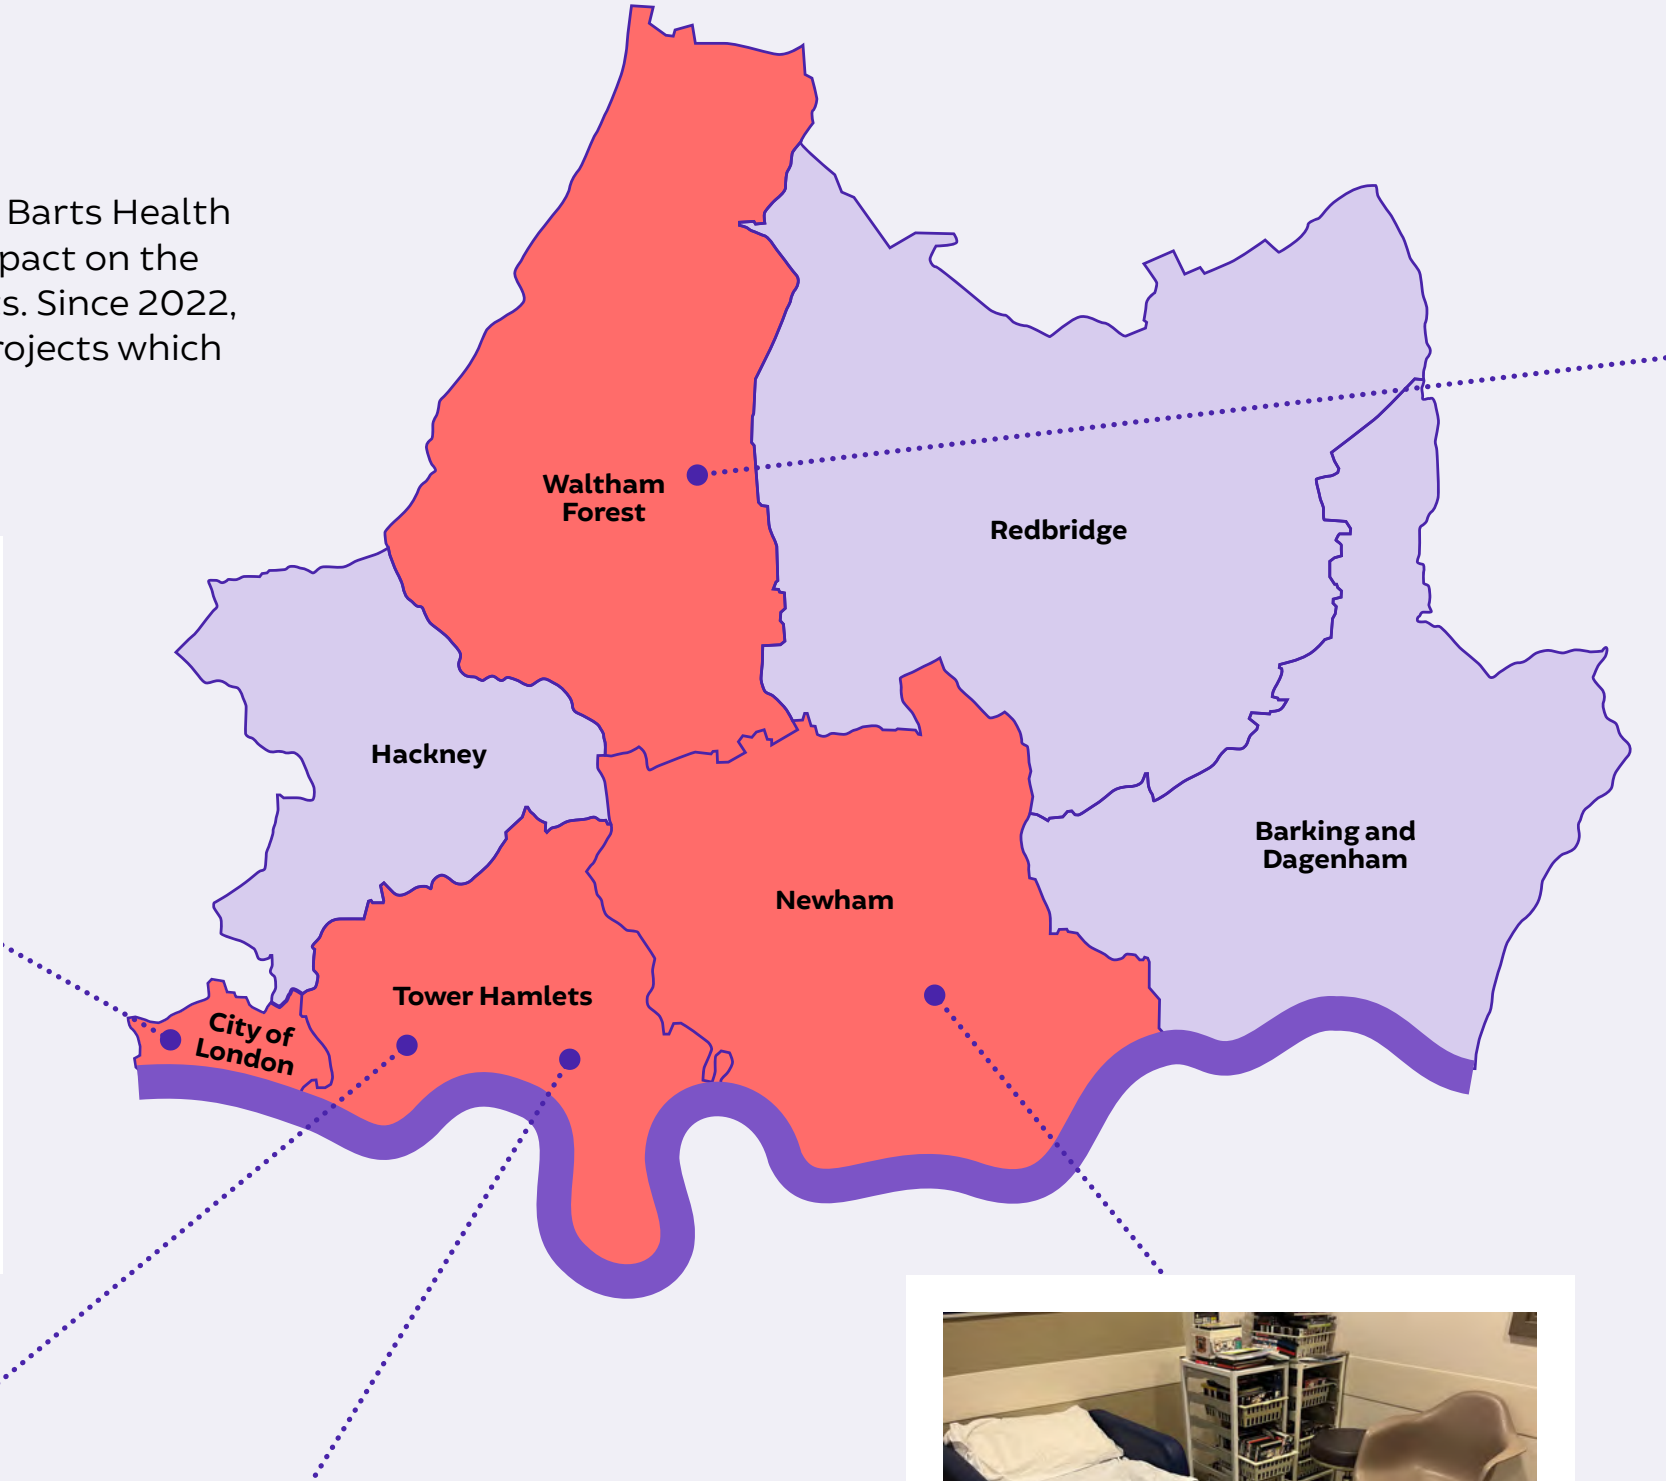 Barts Health
pact on the
s. Since 2022,
rojects which
Waltham
Forest
Redbridge
Hackney
Barking and
Dagenham
Newham
Tower Hamlets
City of
London